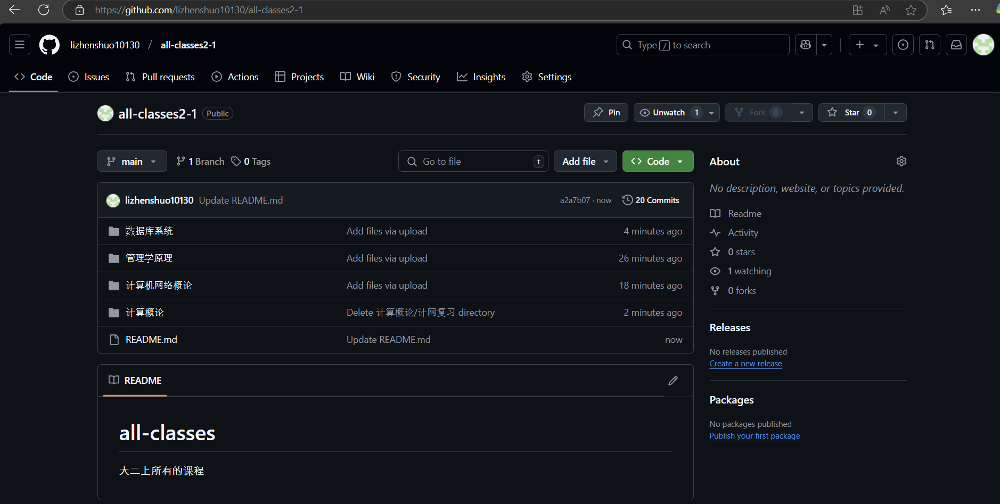 https://github.com/lizhenshuo10130/all-classes2-1
lizhenshuo10130 / all-classes2-1
Type / to search
Code Issues Pull requests Actions Projects Wiki Security Insights Settings
all-classes2-1 Public
Pin Unwatch 1 Fork 0 Star 0
main 1 Branch 0 Tags Go to file t Add file Code
lizhenshuo10130 Update README.md a2a7b07 · now 20 Commits
数据库系统 Add files via upload 4 minutes ago
管理学原理 Add files via upload 26 minutes ago
计算机网络概论 Add files via upload 18 minutes ago
计算概论 Delete 计算概论/计网复习 directory 2 minutes ago
README.md Update README.md now
README
all-classes
大二上所有的课程
About
No description, website, or topics provided.
Readme
Activity
0 stars
1 watching
0 forks
Releases
No releases published
Create a new release
Packages
No packages published
Publish your first package